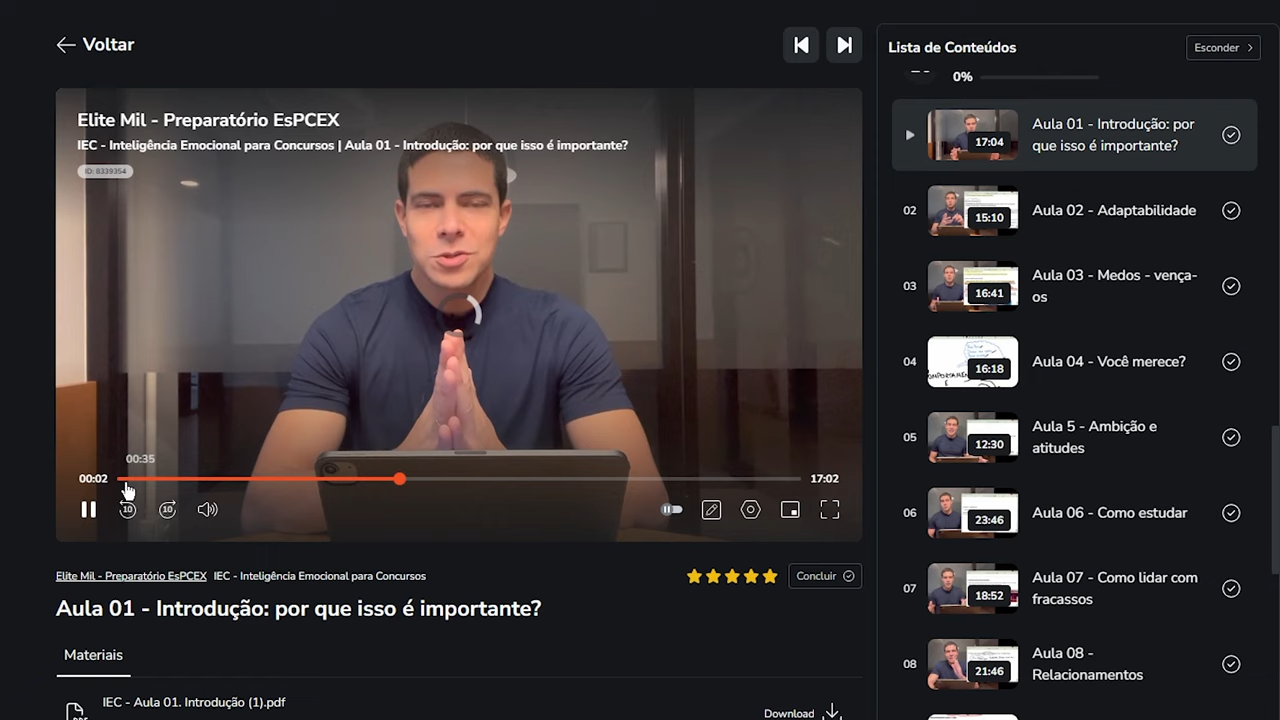 Voltar
Lista de Conteúdos
Esconder
0%
Elite Mil - Preparatório EsPCEX
IEC - Inteligência Emocional para Concursos | Aula 01 - Introdução: por que isso é importante?
ID: 8339354
00:35
00:02
17:02
10
10
Elite Mil - Preparatório EsPCEX
IEC - Inteligência Emocional para Concursos
Concluir
Aula 01 - Introdução: por que isso é importante?
Materiais
IEC - Aula 01. Introdução (1).pdf
Download
17:04
Aula 01 - Introdução: por
que isso é importante?
02
15:10
Aula 02 - Adaptabilidade
03
16:41
Aula 03 - Medos - vença-
os
04
16:18
Aula 04 - Você merece?
05
12:30
Aula 5 - Ambição e
atitudes
06
23:46
Aula 06 - Como estudar
07
18:52
Aula 07 - Como lidar com
fracassos
08
21:46
Aula 08 -
Relacionamentos